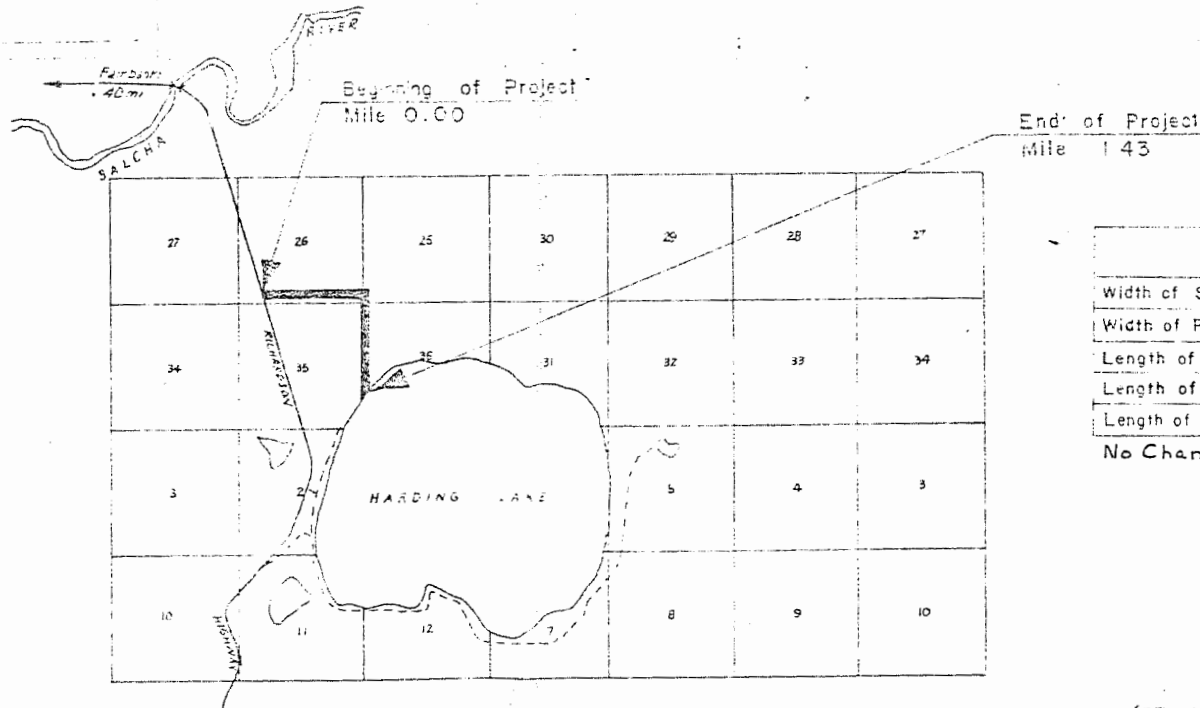 RIVER
Fairbanks
40 mi
SALCHA
Beginning of Project
Mile 0.00
End of Project
Mile 1.43
27 26 25 30 29 28 27
34 35 36 31 32 33 34
RICHARDSON
3 2 HARDING LAKE 5 4 3
10 11 12 7 8 9 10
HIGHWAY
Width of S
Width of P
Length of
Length of
Length of
No Chan